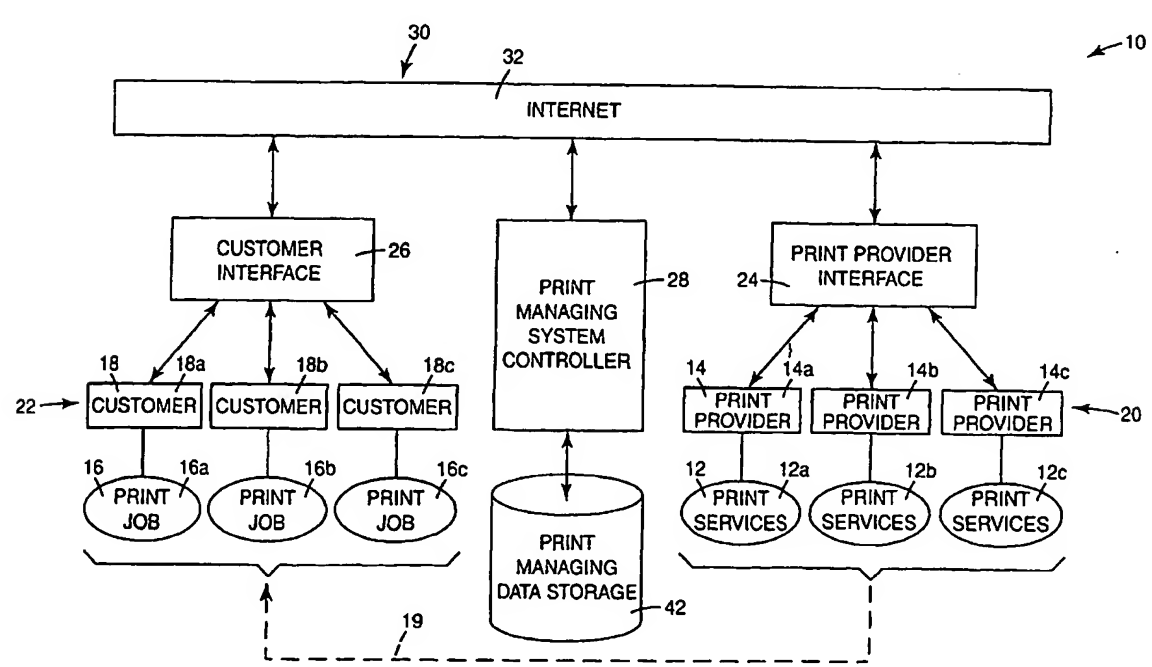 30
10
32
INTERNET
CUSTOMER
INTERFACE
26
PRINT
MANAGING
SYSTEM
CONTROLLER
28
PRINT PROVIDER
INTERFACE
24
18
18a
18b
18c
14
14a
14b
14c
22
CUSTOMER
CUSTOMER
CUSTOMER
PRINT
PROVIDER
PRINT
PROVIDER
PRINT
PROVIDER
20
16
16a
16b
16c
12
12a
12b
12c
PRINT
JOB
PRINT
JOB
PRINT
JOB
PRINT
MANAGING
DATA STORAGE
42
PRINT
SERVICES
PRINT
SERVICES
PRINT
SERVICES
19